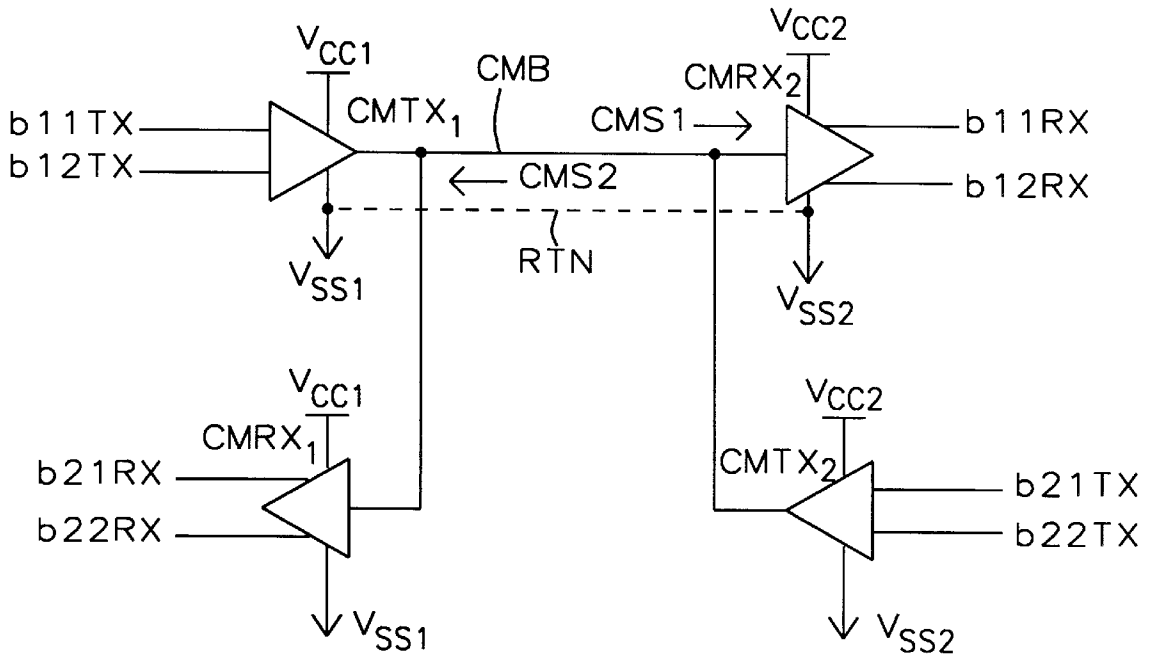 VCC1
VCC2
CMB
CMRX2
b11TX
CMTX1
CMS1
b11RX
b12TX
CMS2
b12RX
RTN
VSS1
VSS2
VCC1
VCC2
CMRX1
b21RX
CMTX2
b21TX
b22RX
b22TX
VSS1
VSS2